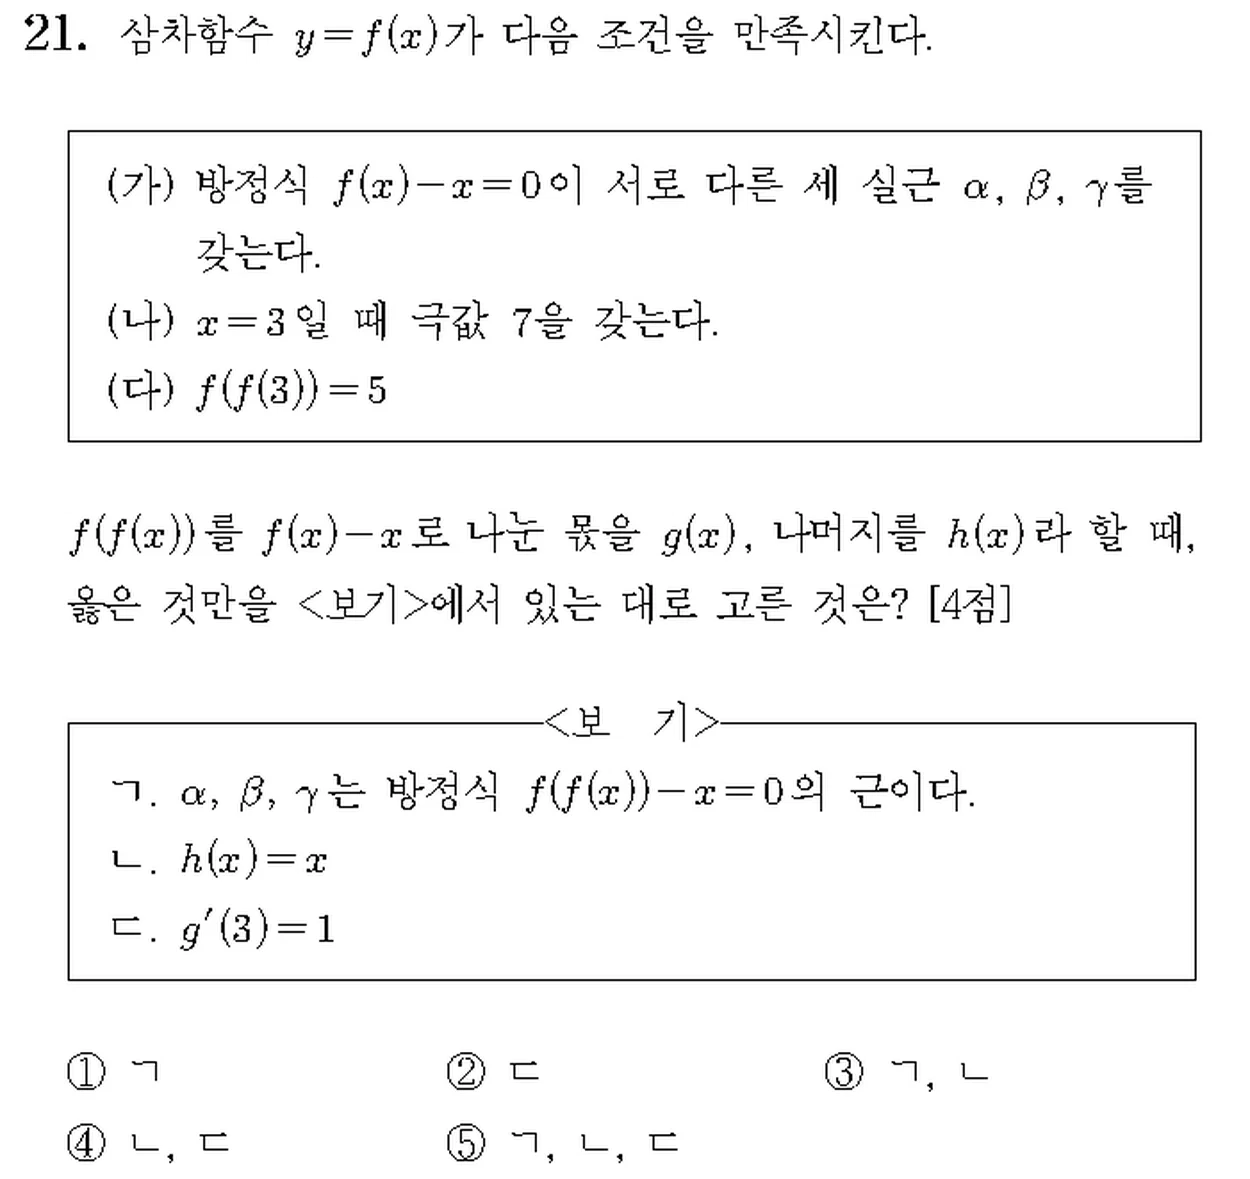 21. 삼차함수 y=f(x)가 다음 조건을 만족시킨다.
(가) 방정식 f(x)-x=0이 서로 다른 세 실근 α, β, γ를
갖는다.
(나) x=3일 때 극값 7을 갖는다.
(다) f(f(3))=5
f(f(x))를 f(x)-x로 나눈 몫을 g(x), 나머지를 h(x)라 할 때,
옳은 것만을 <보기>에서 있는 대로 고른 것은? [4점]
<보 기>
ㄱ. α, β, γ는 방정식 f(f(x))-x=0의 근이다.
ㄴ. h(x)=x
ㄷ. g′(3)=1
① ㄱ ② ㄷ ③ ㄱ, ㄴ
④ ㄴ, ㄷ ⑤ ㄱ, ㄴ, ㄷ